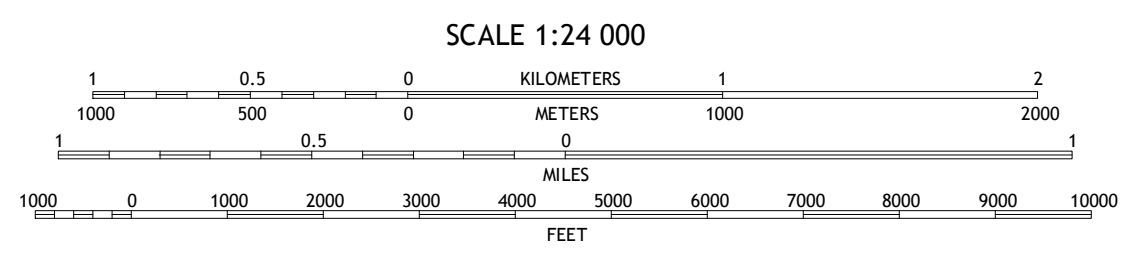 SCALE 1:24 000
1 0.5 0 KILOMETERS 1 2
1000 500 0 METERS 1000 2000
1 0.5 0 1
MILES
1000 0 1000 2000 3000 4000 5000 6000 7000 8000 9000 10000
FEET